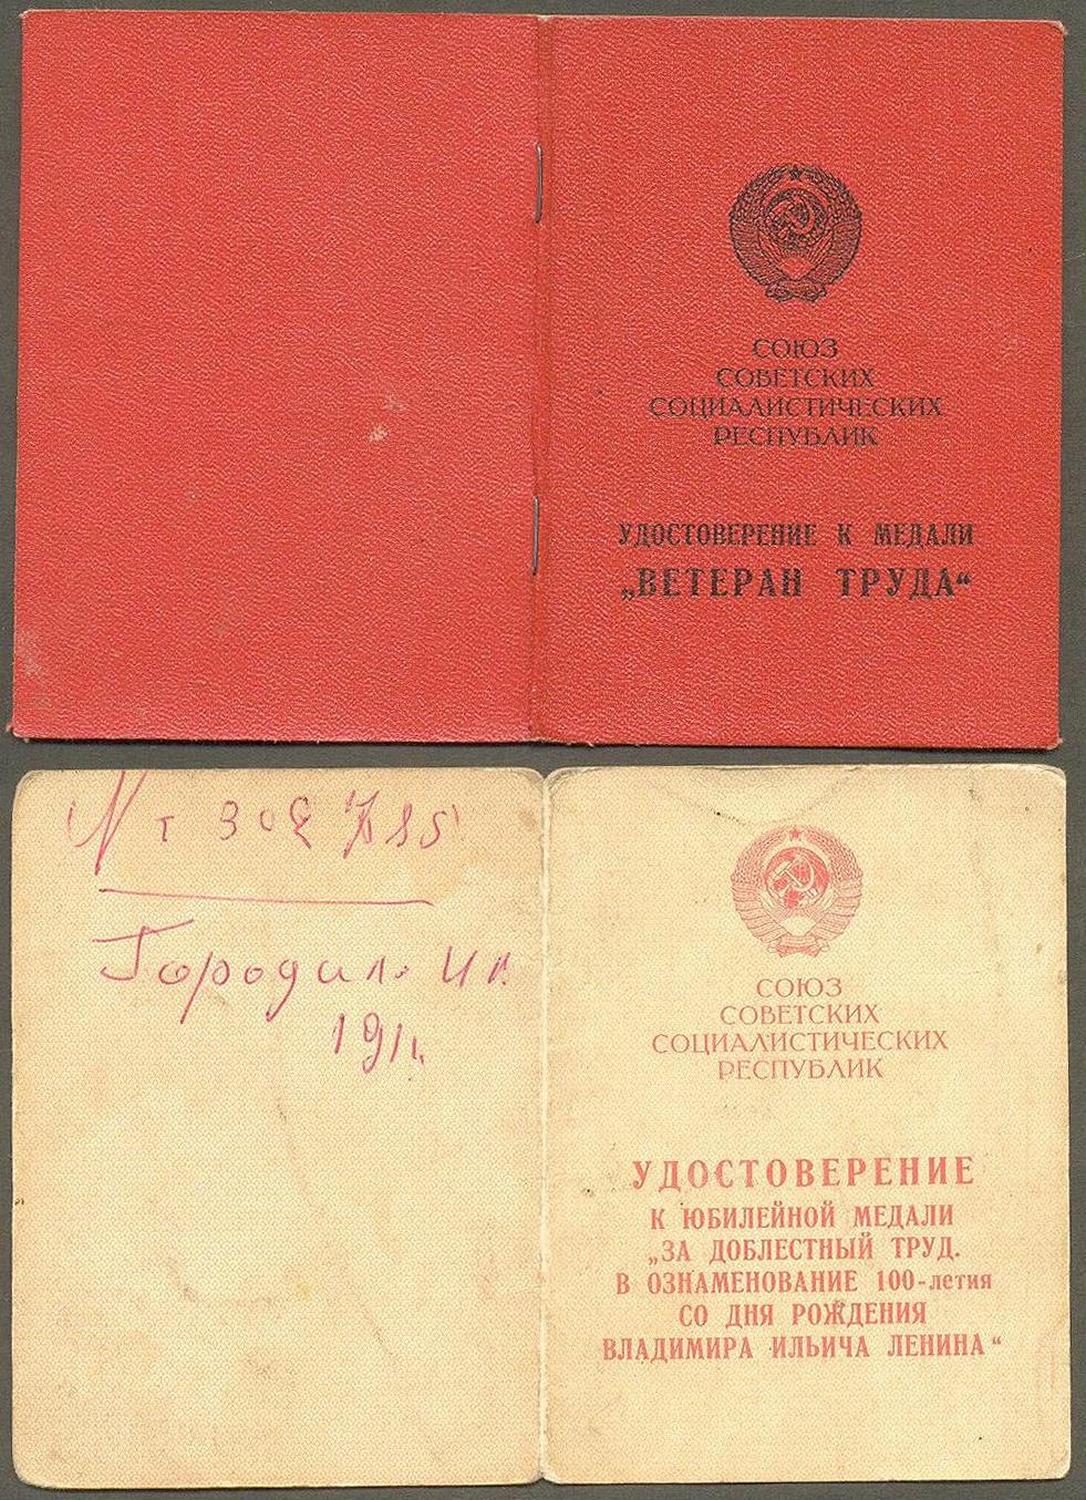 СОЮЗ
СОВЕТСКИХ
СОЦИАЛИСТИЧЕСКИХ
РЕСПУБЛИК
УДОСТОВЕРЕНИЕ К МЕДАЛИ
„ВЕТЕРАН ТРУДА“
СОЮЗ
СОВЕТСКИХ
СОЦИАЛИСТИЧЕСКИХ
РЕСПУБЛИК
УДОСТОВЕРЕНИЕ
К ЮБИЛЕЙНОЙ МЕДАЛИ
„ЗА ДОБЛЕСТНЫЙ ТРУД.
В ОЗНАМЕНОВАНИЕ 100-летия
СО ДНЯ РОЖДЕНИЯ
ВЛАДИМИРА ИЛЬИЧА ЛЕНИНА“